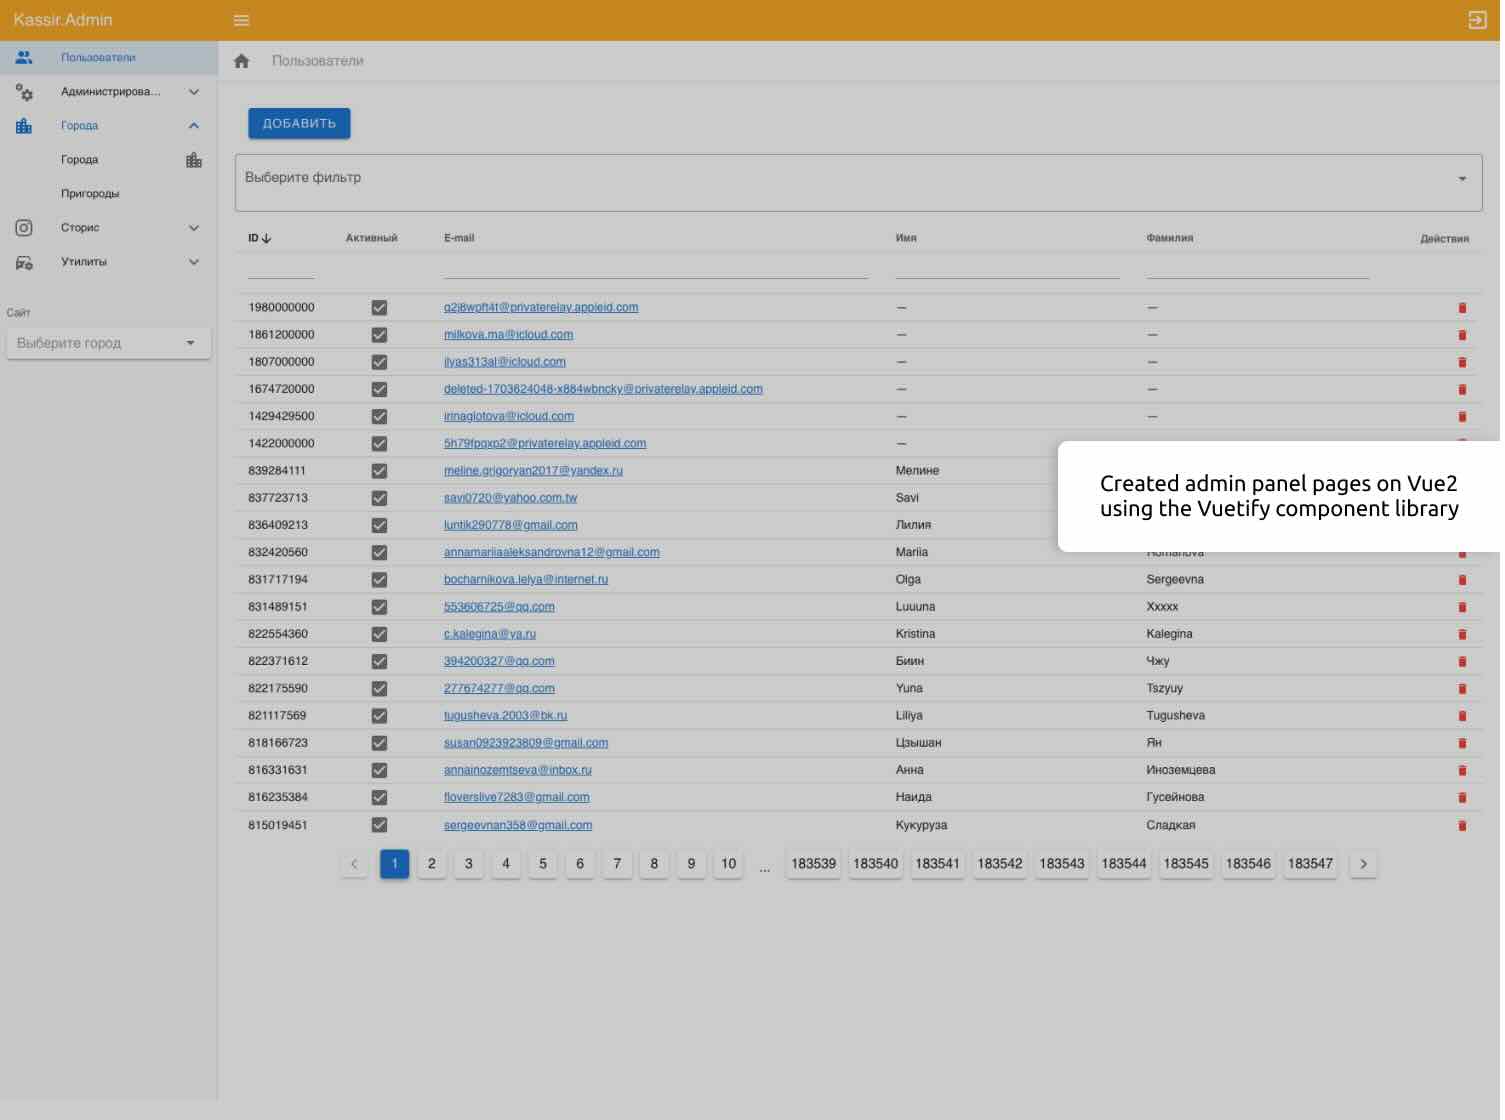 Kassir.Admin
Пользователи
Администрирова...
Города
Города
Пригороды
Сторис
Утилиты
Сайт
Выберите город
Пользователи
ДОБАВИТЬ
Выберите фильтр
ID Активный E-mail Имя Фамилия Действия
1980000000 q2j8wpft4t@privaterelay.appleid.com — —
1861200000 milkova.ma@icloud.com — —
1807000000 ilyas313al@icloud.com — —
1674720000 deleted-1703624048-x884wbncky@privaterelay.appleid.com — —
1429429500 irinaglotova@icloud.com — —
1422000000 5h79fpqxp2@privaterelay.appleid.com —
839284111 meline.grigoryan2017@yandex.ru Мелине
837723713 savi0720@yahoo.com.tw Savi
836409213 luntik290778@gmail.com Лилия
832420560 annamariiaaleksandrovna12@gmail.com Mariia Romanova
Created admin panel pages on Vue2
using the Vuetify component library
831717194 bocharnikova.lelya@internet.ru Olga Sergeevna
831489151 553606725@qq.com Luuuna Xxxxx
822554360 c.kalegina@ya.ru Kristina Kalegina
822371612 394200327@qq.com Биин Чжу
822175590 277674277@qq.com Yuna Tszyuy
821117569 tugusheva.2003@bk.ru Liliya Tugusheva
818166723 susan0923923809@gmail.com Цзышан Ян
816331631 annainozemtseva@inbox.ru Анна Иноземцева
816235384 floverslive7283@gmail.com Наида Гусейнова
815019451 sergeevnan358@gmail.com Кукуруза Сладкая
1 2 3 4 5 6 7 8 9 10 ... 183539 183540 183541 183542 183543 183544 183545 183546 183547